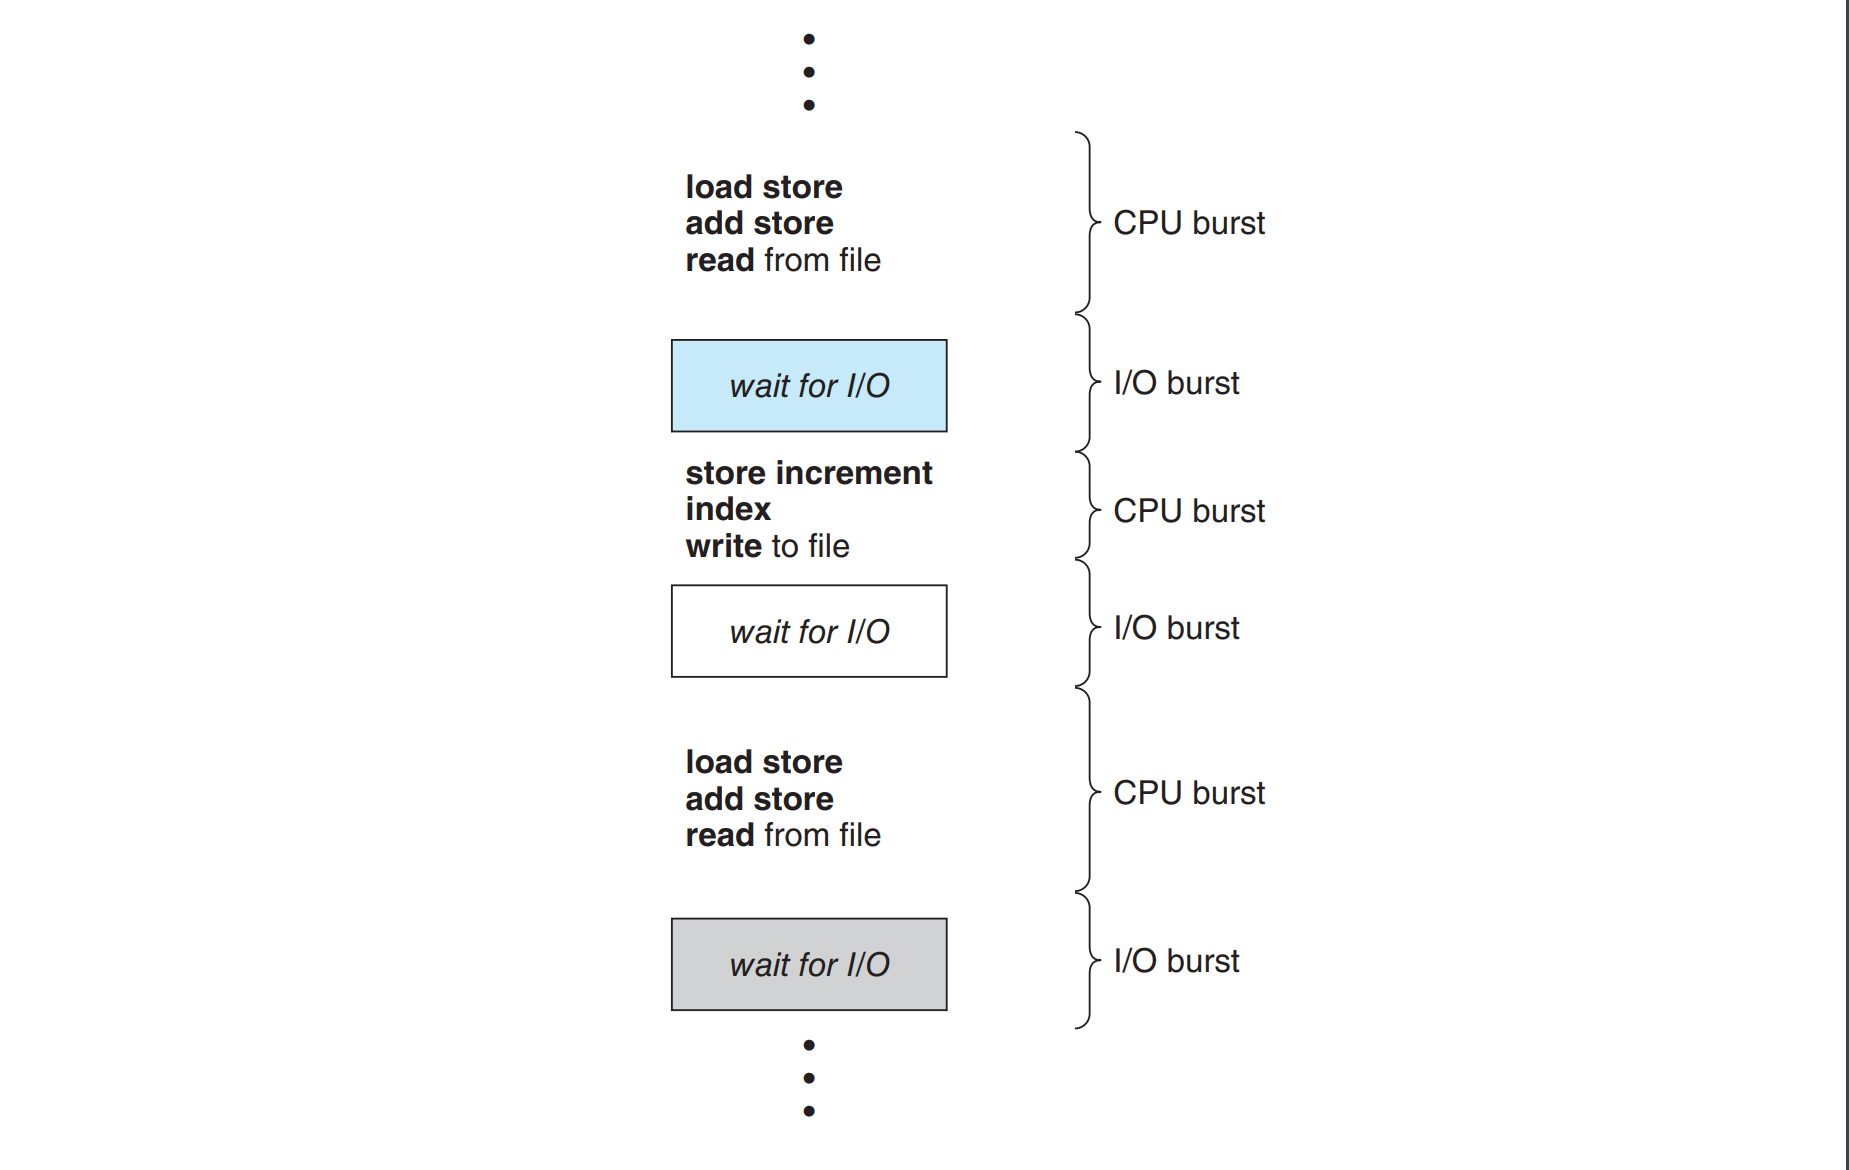 load store
add store
read from file
CPU burst
wait for I/O
I/O burst
store increment
index
write to file
CPU burst
wait for I/O
I/O burst
load store
add store
read from file
CPU burst
wait for I/O
I/O burst